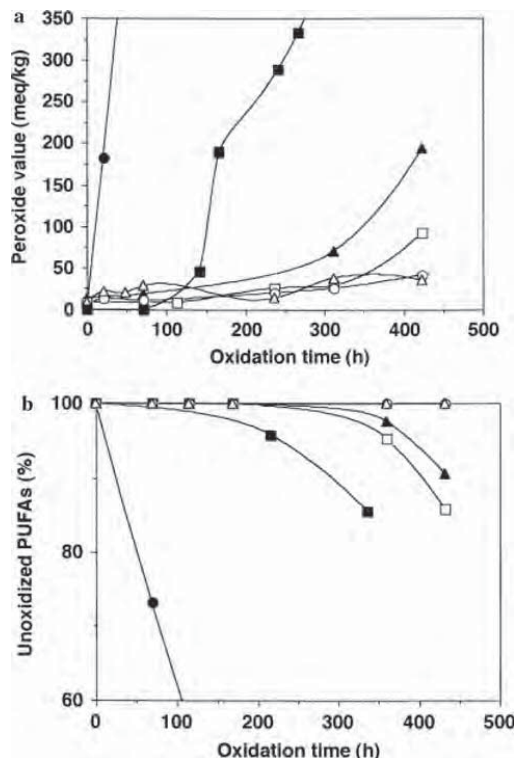 a
350
300
250
200
150
100
50
0
Peroxide value (meq/kg)
0 100 200 300 400 500
Oxidation time (h)
b
100
80
60
Unoxidized PUFAs (%)
0 100 200 300 400 500
Oxidation time (h)